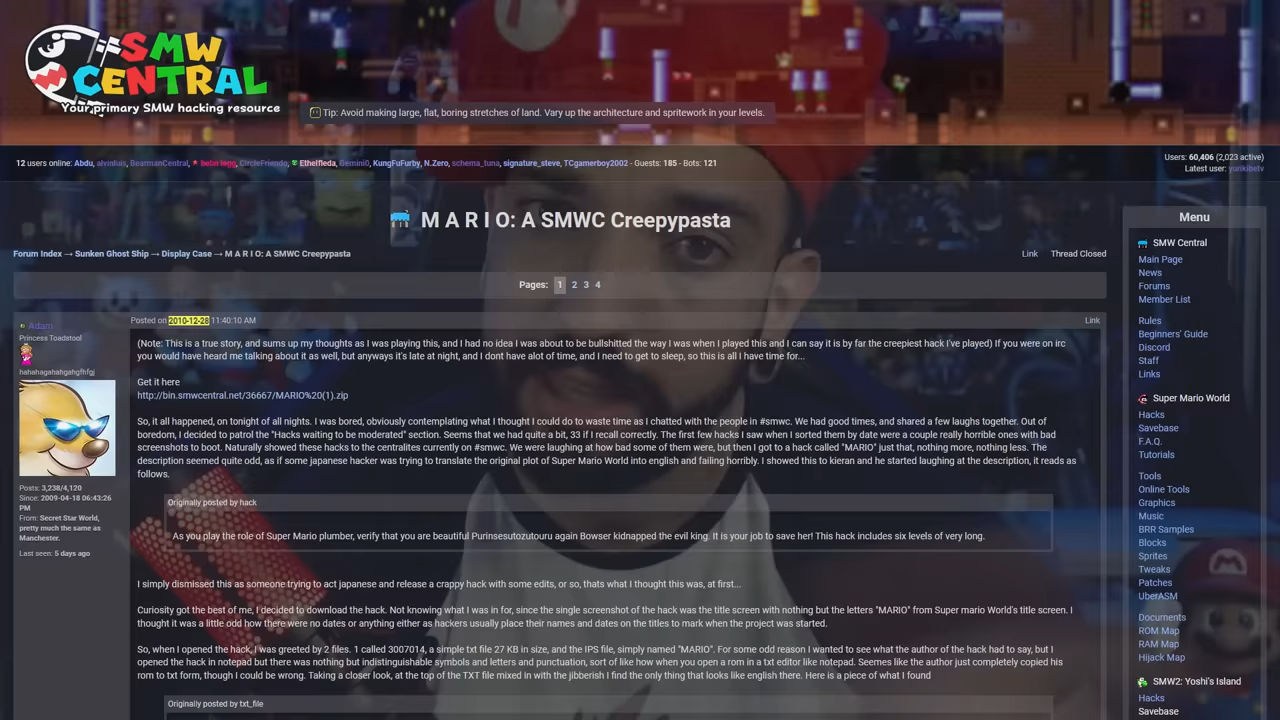 SMW
CENTRAL
Your primary SMW hacking resource
Tip: Avoid making large, flat, boring stretches of land. Vary up the architecture and spritework in your levels.
12 users online: Abdu, alvinluis, BearmanCentral, CircleFriendo, Ethelfleda, Gemini0, KungFuFurby, N.Zero, schema_tuna, signature_steve, TCgamerboy2002 - Guests: 185 - Bots: 121
Users: 60,406 (2,023 active)
Latest user: yurikibetv
M A R I O: A SMWC Creepypasta
Forum Index → Sunken Ghost Ship → Display Case → M A R I O: A SMWC Creepypasta
Link Thread Closed
Pages: 1 2 3 4
Adam
Princess Toadstool
hahahagahahgahgfhfgj
Posts: 3,238/4,120
Since: 2009-04-18 06:43:26
PM
From: Secret Star World,
pretty much the same as
Manchester.
Last seen: 5 days ago
Posted on 2010-12-28 11:40:10 AM
Link
(Note: This is a true story, and sums up my thoughts as I was playing this, and I had no idea I was about to be bullshitted the way I was when I played this and I can say it is by far the creepiest hack I've played) If you were on irc
you would have heard me talking about it as well, but anyways it's late at night, and I dont have alot of time, and I need to get to sleep, so this is all I have time for...
Get it here
http://bin.smwcentral.net/36667/MARIO%20(1).zip
So, it all happened, on tonight of all nights. I was bored, obviously contemplating what I thought I could do to waste time as I chatted with the people in #smwc. We had good times, and shared a few laughs together. Out of
boredom, I decided to patrol the "Hacks waiting to be moderated" section. Seems that we had quite a bit, 33 if I recall correctly. The first few hacks I saw when I sorted them by date were a couple really horrible ones with bad
screenshots to boot. Naturally showed these hacks to the centralites currently on #smwc. We were laughing at how bad some of them were, but then I got to a hack called "MARIO" just that, nothing more, nothing less. The
description seemed quite odd, as if some japanese hacker was trying to translate the original plot of Super Mario World into english and failing horribly. I showed this to kieran and he started laughing at the description, it reads as
follows.
Originally posted by hack
As you play the role of Super Mario plumber, verify that you are beautiful Purinsesutozutouru again Bowser kidnapped the evil king. It is your job to save her! This hack includes six levels of very long.
I simply dismissed this as someone trying to act japanese and release a crappy hack with some edits, or so, thats what I thought this was, at first...
Curiosity got the best of me, I decided to download the hack. Not knowing what I was in for, since the single screenshot of the hack was the title screen with nothing but the letters "MARIO" from Super mario World's title screen. I
thought it was a little odd how there were no dates or anything either as hackers usually place their names and dates on the titles to mark when the project was started.
So, when I opened the hack, I was greeted by 2 files. 1 called 3007014, a simple txt file 27 KB in size, and the IPS file, simply named "MARIO". For some odd reason I wanted to see what the author of the hack had to say, but I
opened the hack in notepad but there was nothing but indistinguishable symbols and letters and punctuation, sort of like how when you open a rom in a txt editor like notepad. Seems like the author just completely copied his
rom to txt form, though I could be wrong. Taking a closer look, at the top of the TXT file mixed in with the jibberish I find the only thing that looks like english there. Here is a piece of what I found
Originally posted by txt_file
Menu
SMW Central
Main Page
News
Forums
Member List
Rules
Beginners' Guide
Discord
Staff
Links
Super Mario World
Hacks
Savebase
F.A.Q.
Tutorials
Tools
Online Tools
Graphics
Music
BRR Samples
Blocks
Sprites
Tweaks
Patches
UberASM
Documents
ROM Map
RAM Map
Hijack Map
SMW2: Yoshi's Island
Hacks
Savebase